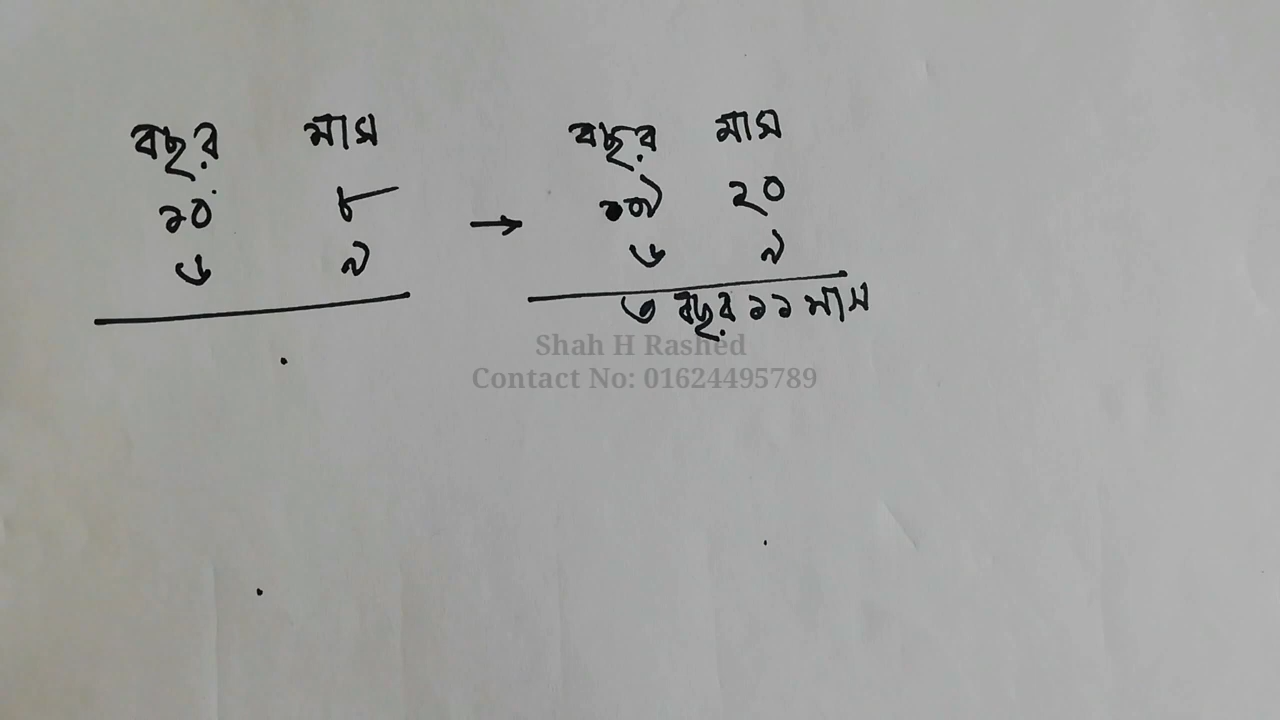 বছর মাস
১০ ৮
৬ ৯
→
বছর মাস
৯ ২০
৬ ৯
৩ বছর ১১ মাস
Shah H Rashed
Contact No: 01624495789